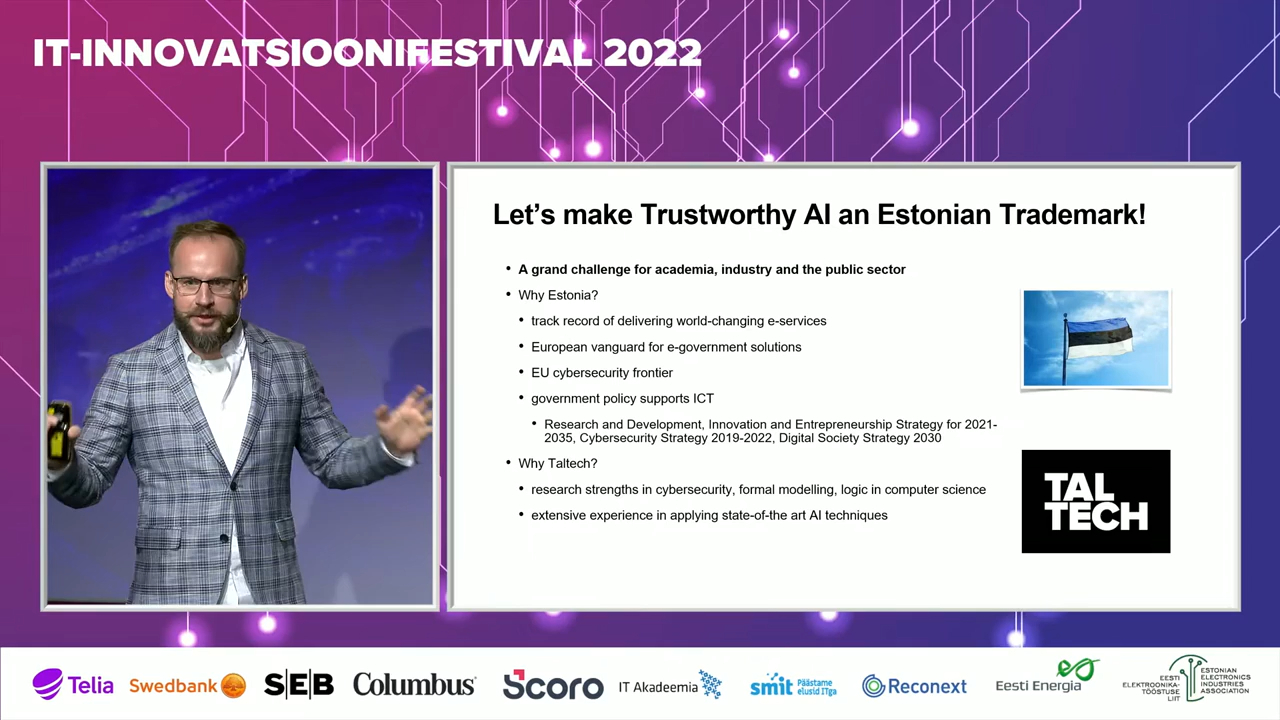 IT-INNOVATSIOONIFESTIVAL 2022
Let's make Trustworthy AI an Estonian Trademark!
• A grand challenge for academia, industry and the public sector
• Why Estonia?
• track record of delivering world-changing e-services
• European vanguard for e-government solutions
• EU cybersecurity frontier
• government policy supports ICT
• Research and Development, Innovation and Entrepreneurship Strategy for 2021-
2035, Cybersecurity Strategy 2019-2022, Digital Society Strategy 2030
• Why Taltech?
• research strengths in cybersecurity, formal modelling, logic in computer science
• extensive experience in applying state-of-the art AI techniques
TAL
TECH
Telia
Swedbank
S|E|B
Columbus
Scoro
IT Akadeemia
smit
Päästame
elusid ITga
Reconext
Eesti Energia
EESTI
ELEKTROONIKA-
TÖÖSTUSE
LIIT
ESTONIAN
ELECTRONICS
INDUSTRIES
ASSOCIATION